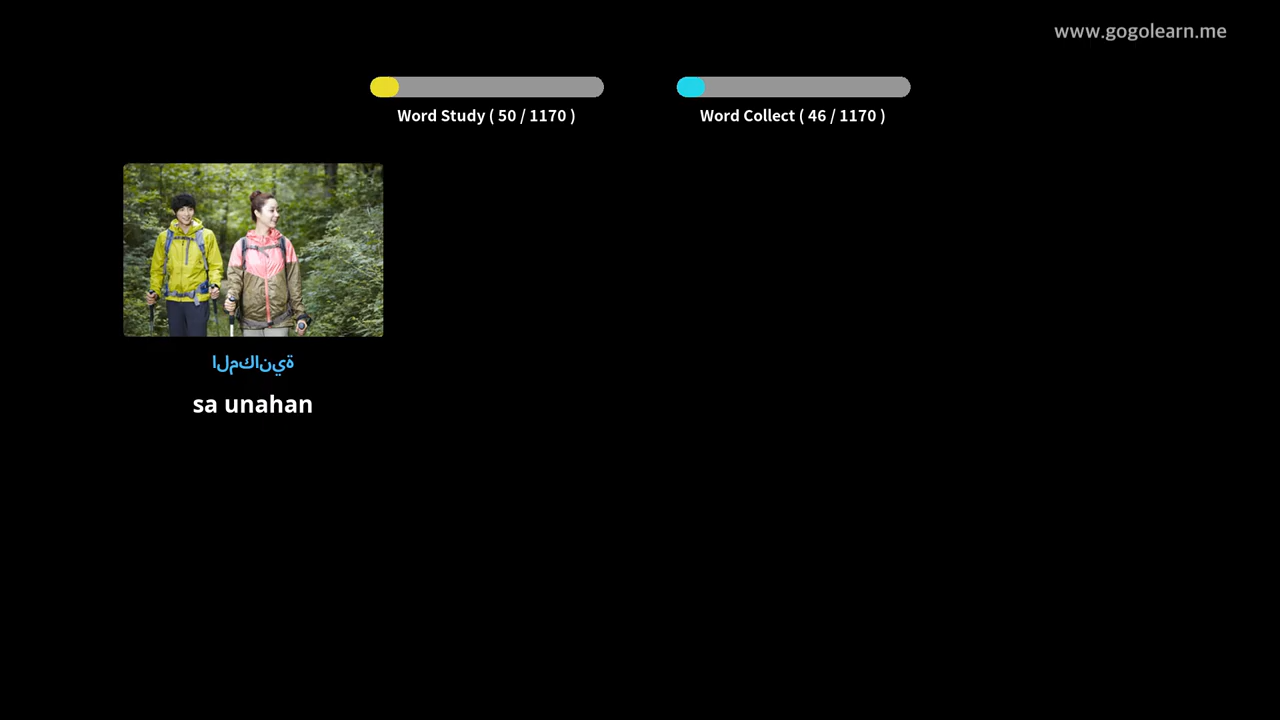 www.gogolearn.me
Word Study ( 50 / 1170 )
Word Collect ( 46 / 1170 )
المكانية
sa unahan